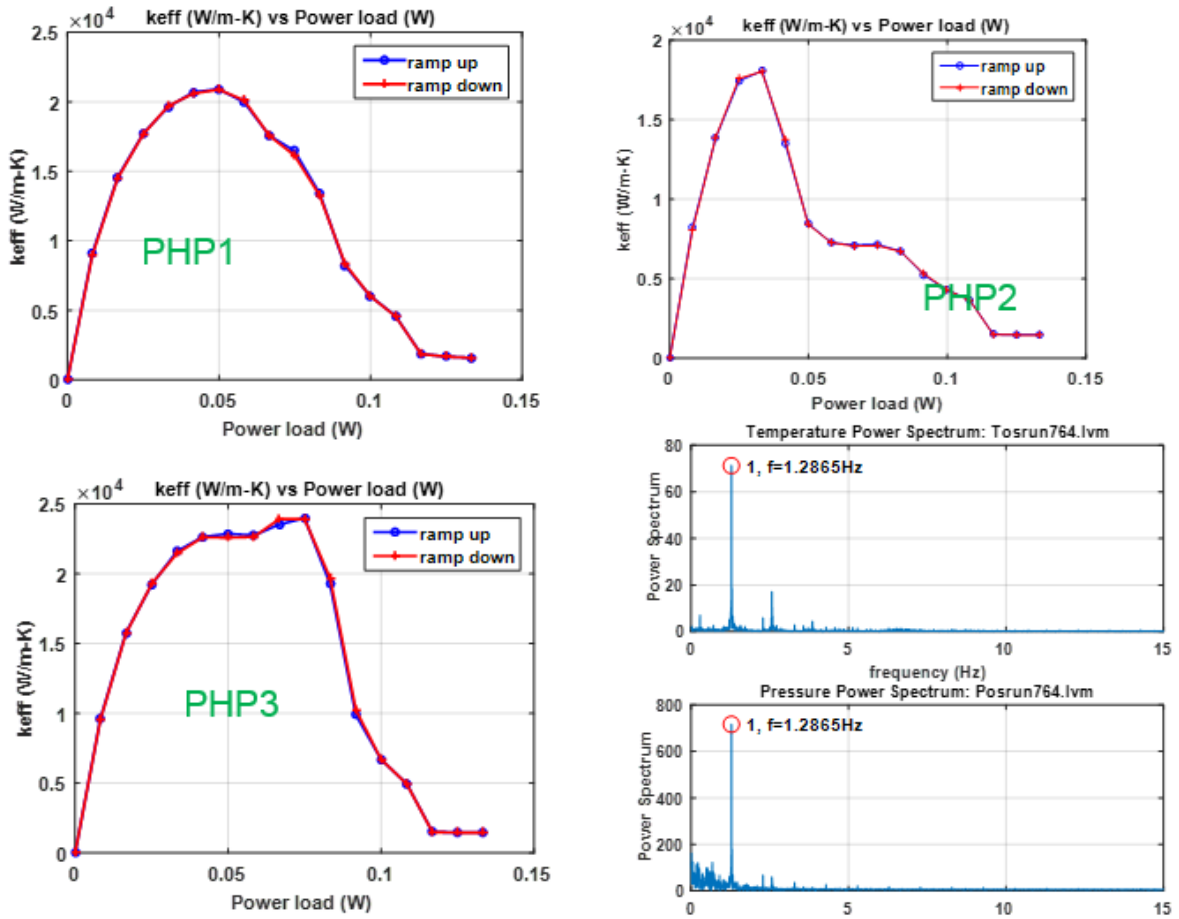 keff (W/m-K) vs Power load (W)
×10⁴
2.5
2
1.5
1
0.5
0
keff (W/m-K)
ramp up
ramp down
PHP1
0 0.05 0.1 0.15
Power load (W)
keff (W/m-K) vs Power load (W)
×10⁴
2
1.5
1
0.5
0
keff (W/m-K)
ramp up
ramp down
PHP2
0 0.05 0.1 0.15
Power load (W)
keff (W/m-K) vs Power load (W)
×10⁴
2.5
2
1.5
1
0.5
0
keff (W/m-K)
ramp up
ramp down
PHP3
0 0.05 0.1 0.15
Power load (W)
Temperature Power Spectrum: Tosrun764.lvm
80
60
40
20
0
Power Spectrum
1, f=1.2865Hz
0 5 10 15
frequency (Hz)
Pressure Power Spectrum: Posrun764.lvm
800
600
400
200
0
Power Spectrum
1, f=1.2865Hz
0 5 10 15